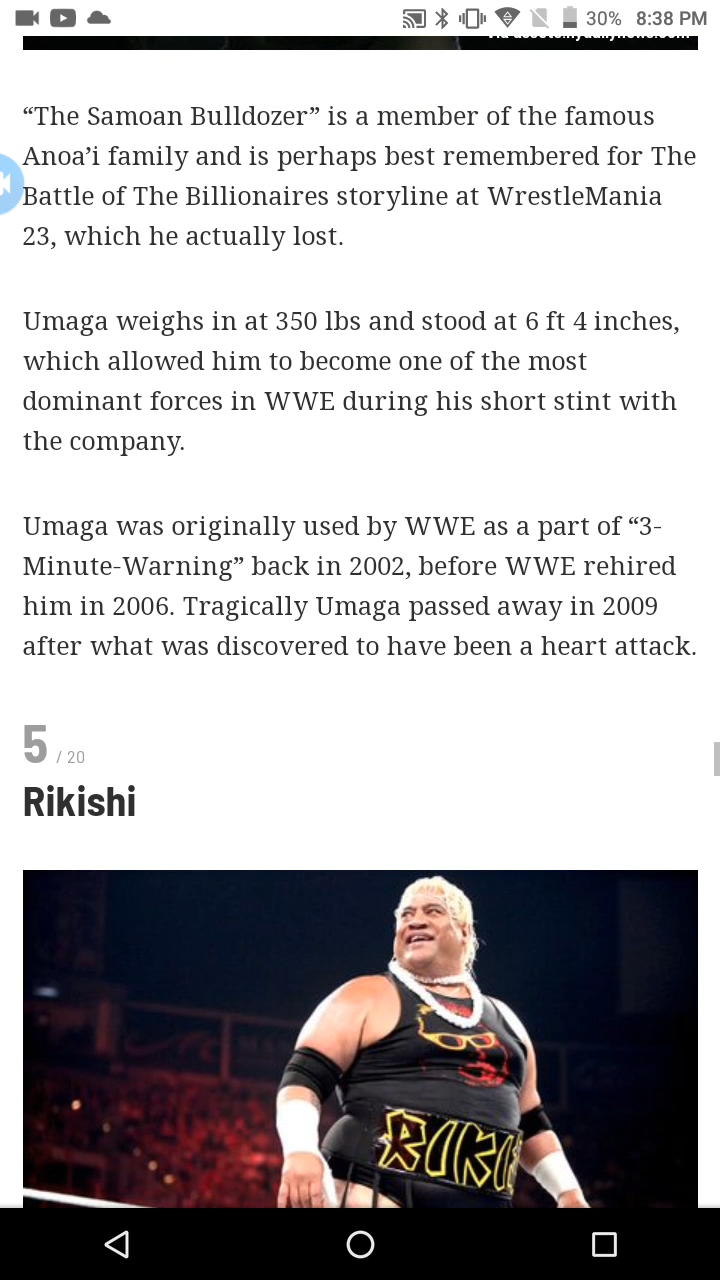 30% 8:38 PM
“The Samoan Bulldozer” is a member of the famous
Anoa’i family and is perhaps best remembered for The
Battle of The Billionaires storyline at WrestleMania
23, which he actually lost.
Umaga weighs in at 350 lbs and stood at 6 ft 4 inches,
which allowed him to become one of the most
dominant forces in WWE during his short stint with
the company.
Umaga was originally used by WWE as a part of “3-
Minute-Warning” back in 2002, before WWE rehired
him in 2006. Tragically Umaga passed away in 2009
after what was discovered to have been a heart attack.
5 / 20
Rikishi
RIKI